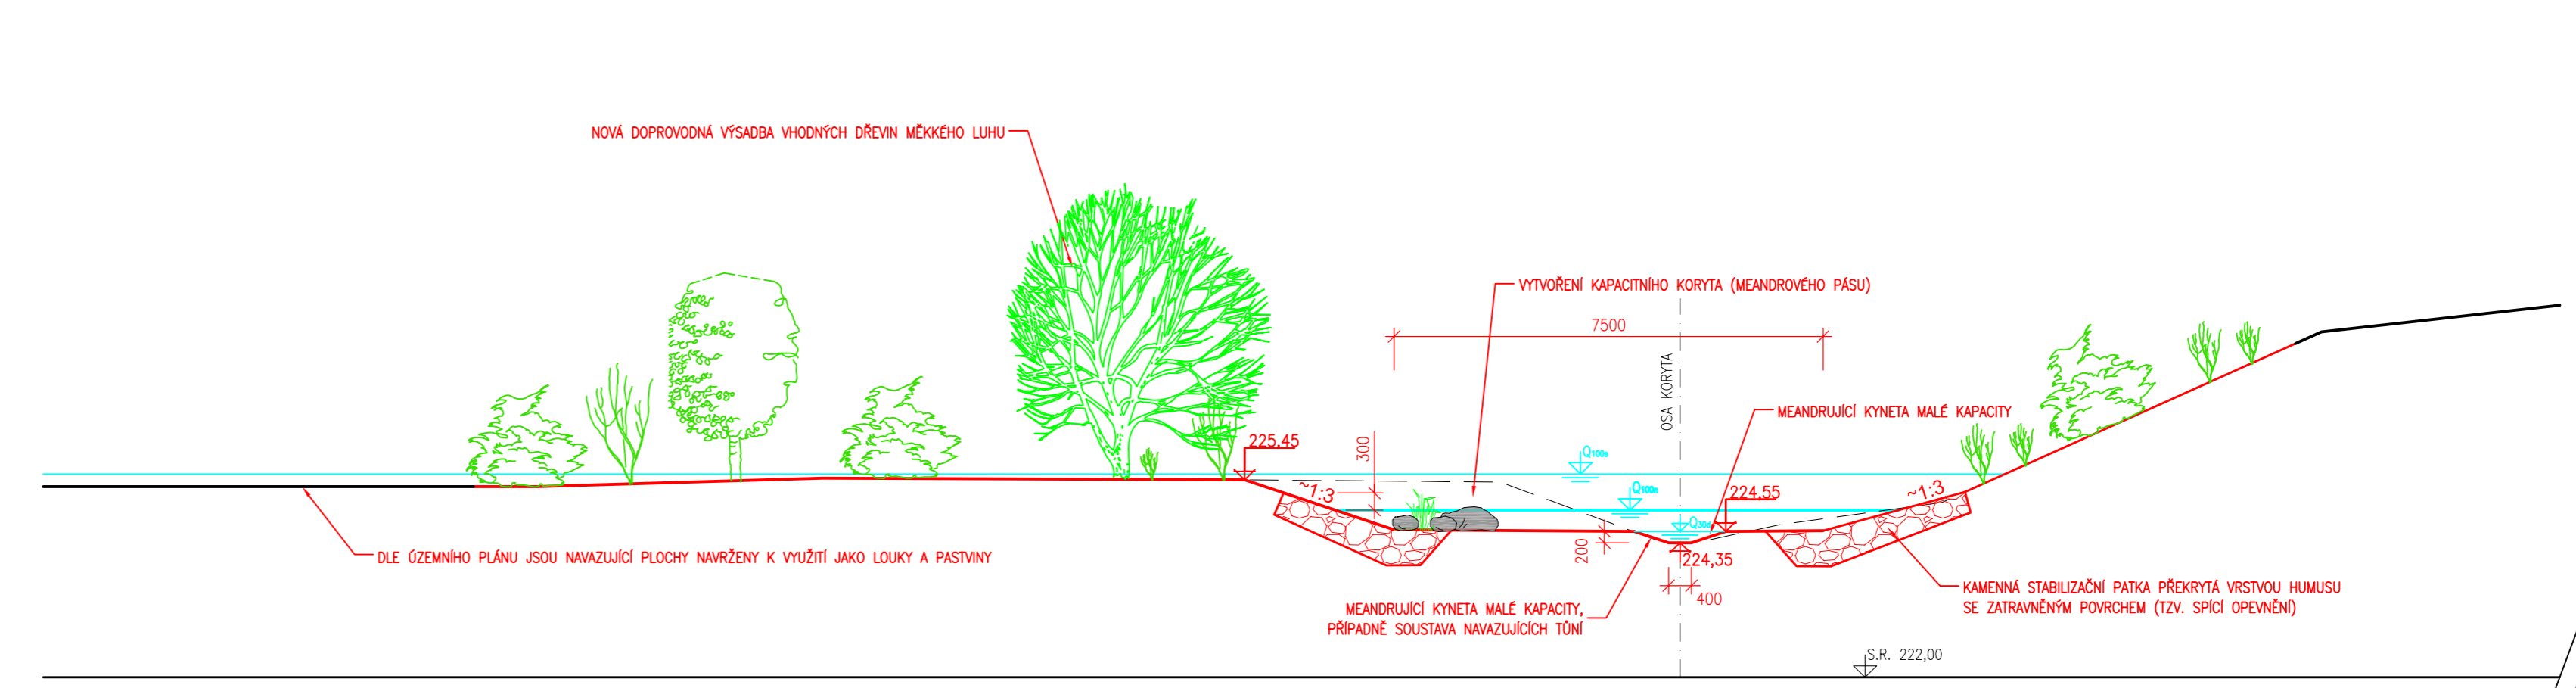 NOVÁ DOPROVODNÁ VÝSADBA VHODNÝCH DŘEVIN MĚKKÉHO LUHU
VYTVOŘENÍ KAPACITNÍHO KORYTA (MEANDROVÉHO PÁSU)
7500
OSA KORYTA
MEANDRUJÍCÍ KYNETA MALÉ KAPACITY
225,45
300
Q100s
~1:3
Q100n
224,55
~1:3
Q30d
200
224,35
400
DLE ÚZEMNÍHO PLÁNU JSOU NAVAZUJÍCÍ PLOCHY NAVRŽENY K VYUŽITÍ JAKO LOUKY A PASTVINY
KAMENNÁ STABILIZAČNÍ PATKA PŘEKRYTÁ VRSTVOU HUMUSU
SE ZATRAVNĚNÝM POVRCHEM (TZV. SPÍCÍ OPEVNĚNÍ)
MEANDRUJÍCÍ KYNETA MALÉ KAPACITY,
PŘÍPADNĚ SOUSTAVA NAVAZUJÍCÍCH TŮNÍ
S.R. 222,00